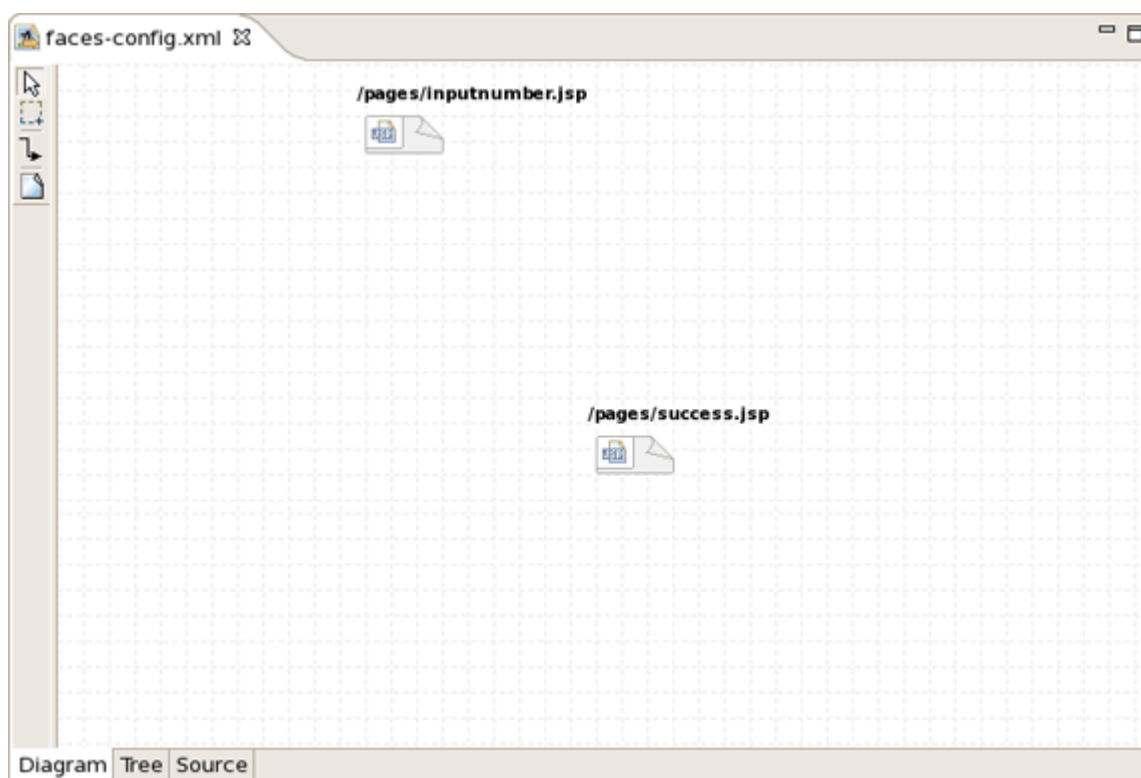 faces-config.xml
/pages/inputnumber.jsp
/pages/success.jsp
Diagram Tree Source